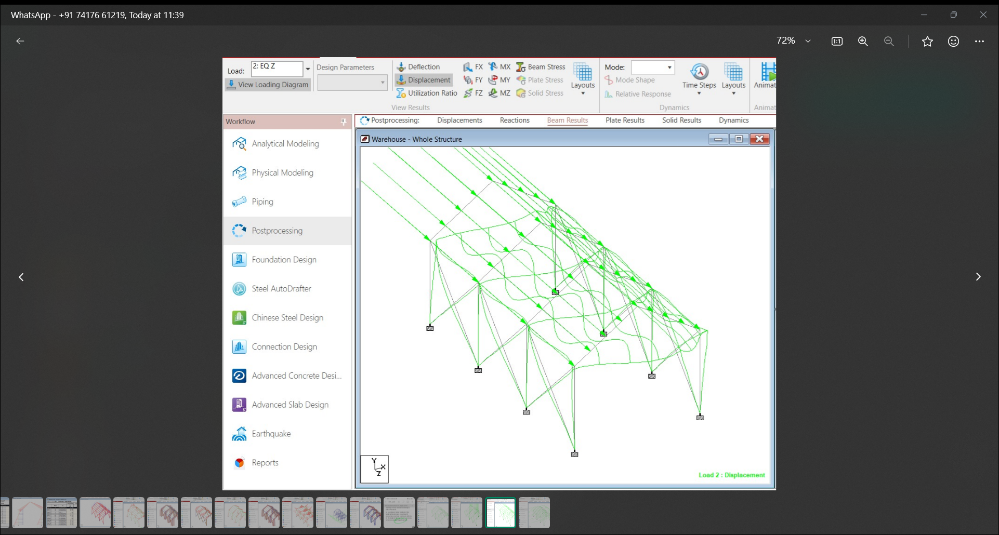 WhatsApp - +91 74176 61219, Today at 11:39
72%
1:1
Load: 2: EQ Z
View Loading Diagram
Design Parameters
Deflection
Displacement
Utilization Ratio
FX MX Beam Stress
FY MY Plate Stress
FZ MZ Solid Stress
Layouts
View Results
Mode:
Mode Shape
Relative Response
Time Steps
Layouts
Dynamics
Animat
Animat
Workflow
Analytical Modeling
Physical Modeling
Piping
Postprocessing
Foundation Design
Steel AutoDrafter
Chinese Steel Design
Connection Design
Advanced Concrete Desi...
Advanced Slab Design
Earthquake
Reports
Postprocessing: Displacements Reactions Beam Results Plate Results Solid Results Dynamics
Warehouse - Whole Structure
Y
X
Z
Load 2 : Displacement